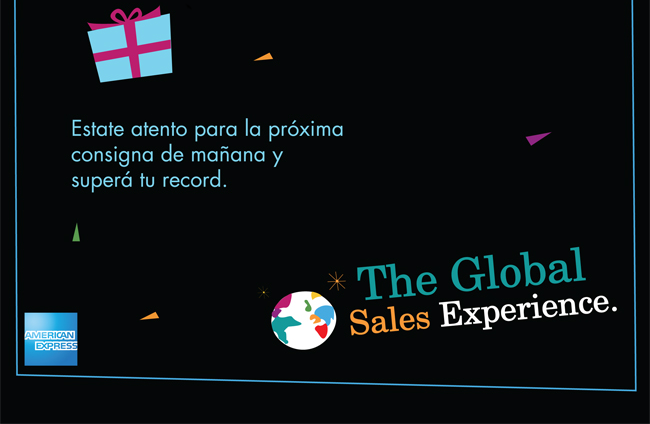 Estate atento para la próxima
consigna de mañana y
superá tu record.
The Global
Sales Experience.
AMERICAN
EXPRESS